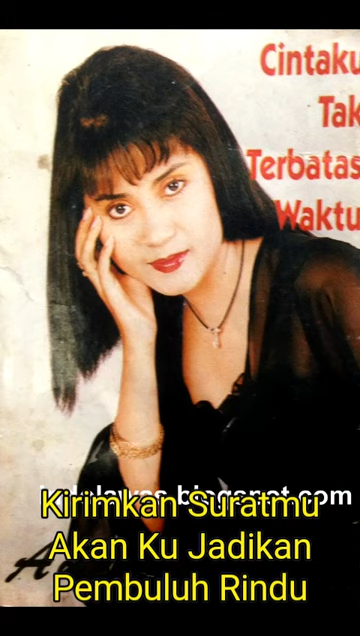 Cintaku
Tak
Terbatas
Waktu
Kirimkan Suratmu
Akan Ku Jadikan
Pembuluh Rindu